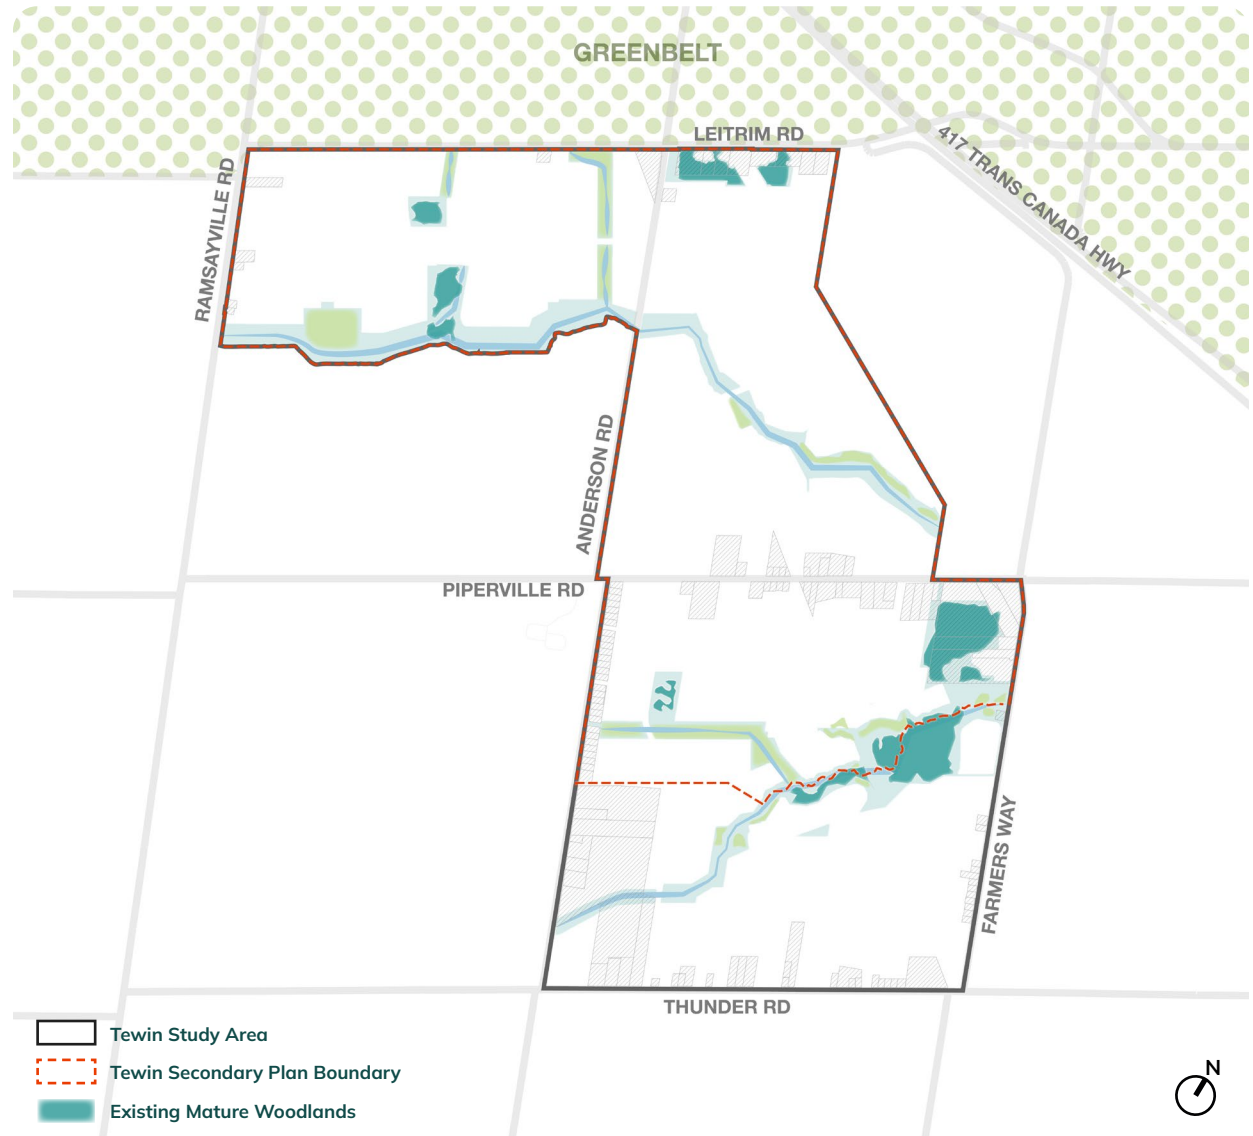 GREENBELT
LEITRIM RD
417 TRANS CANADA HWY
RAMSAYVILLE RD
ANDERSON RD
PIPERVILLE RD
FARMERS WAY
THUNDER RD
Tewin Study Area
Tewin Secondary Plan Boundary
Existing Mature Woodlands
N